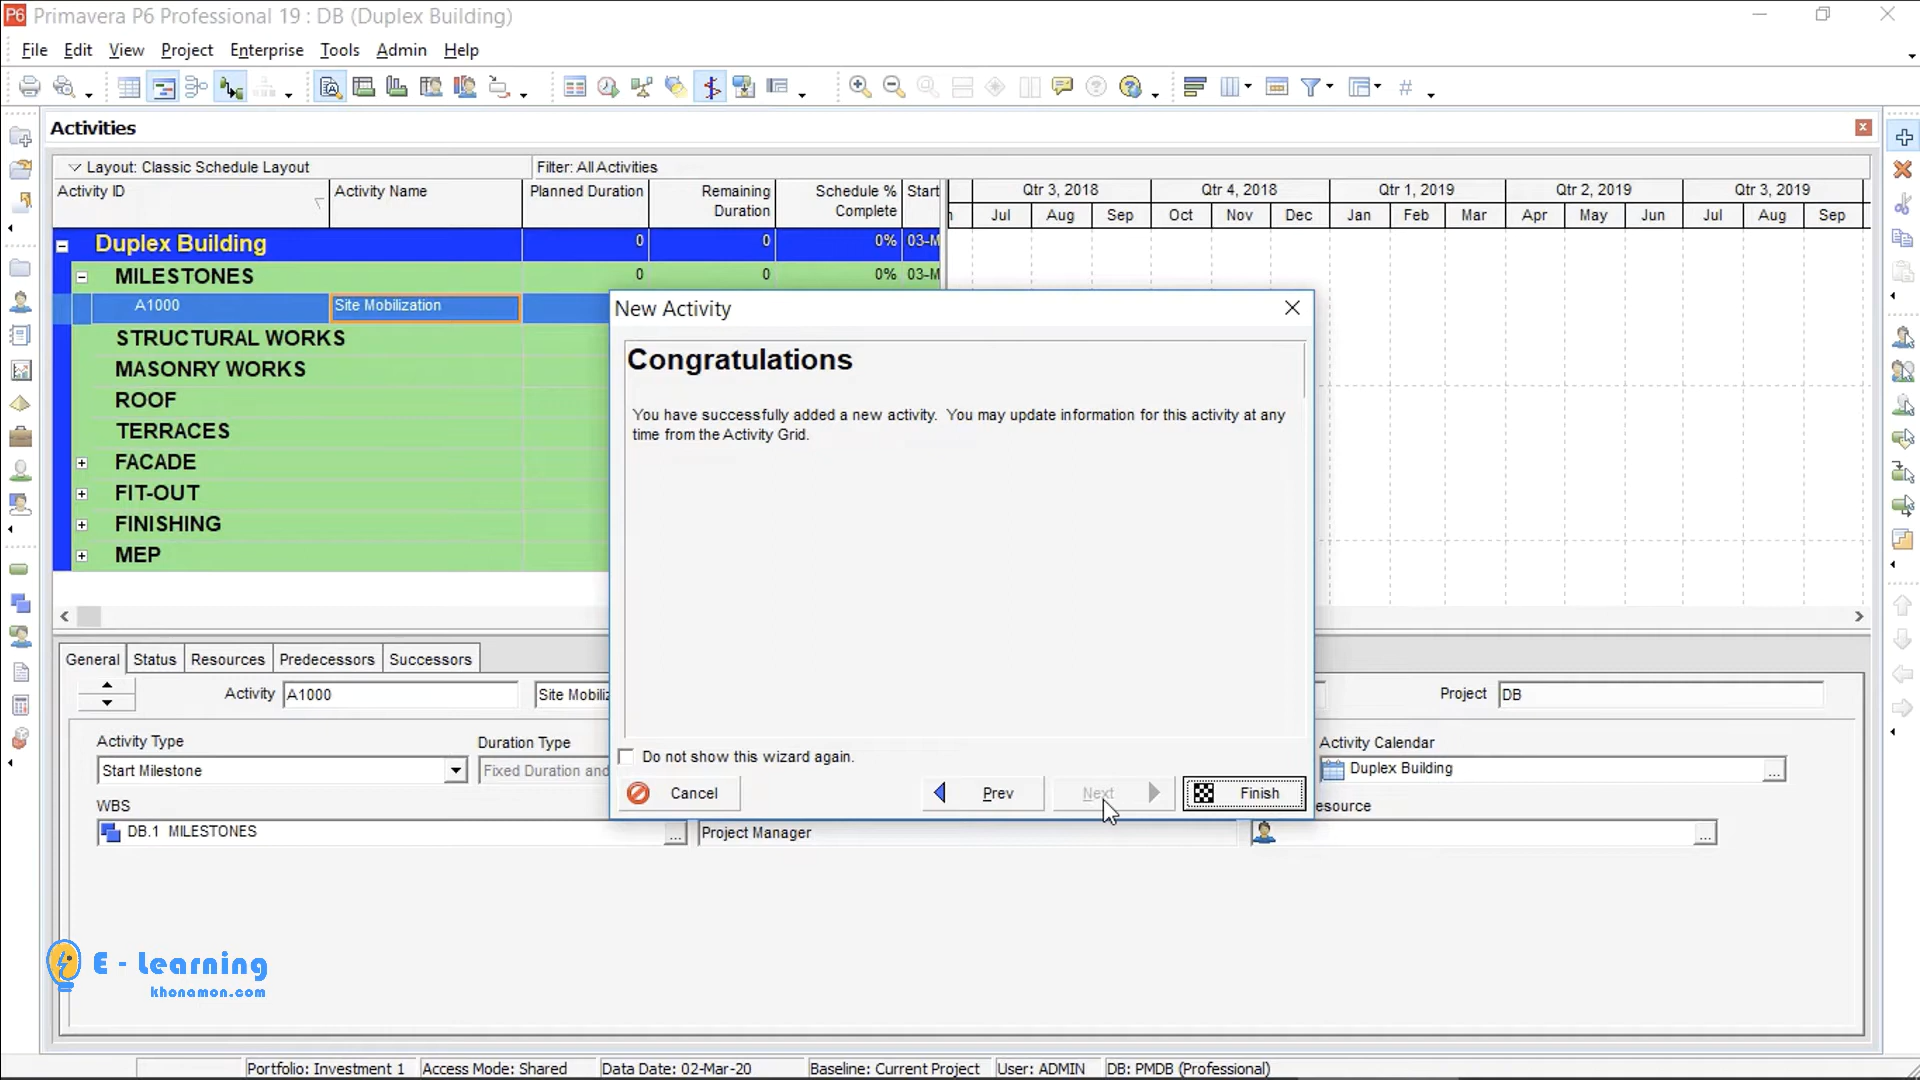 Primavera P6 Professional 19 : DB (Duplex Building)
File Edit View Project Enterprise Tools Admin Help
Activities
Layout: Classic Schedule Layout Filter: All Activities
Activity ID Activity Name Planned Duration Remaining Duration Schedule % Complete Start
Qtr 3, 2018 Qtr 4, 2018 Qtr 1, 2019 Qtr 2, 2019 Qtr 3, 2019
Jul Aug Sep Oct Nov Dec Jan Feb Mar Apr May Jun Jul Aug Sep
Duplex Building 0 0 0% 03-M
MILESTONES 0 0 0% 03-M
A1000 Site Mobilization
STRUCTURAL WORKS
MASONRY WORKS
ROOF
TERRACES
FACADE
FIT-OUT
FINISHING
MEP
New Activity
Congratulations
You have successfully added a new activity. You may update information for this activity at any
time from the Activity Grid.
Do not show this wizard again.
Cancel Prev Next Finish
General Status Resources Predecessors Successors
Activity A1000 Site Mobiliz Project DB
Activity Type Duration Type Activity Calendar
Start Milestone Fixed Duration and Duplex Building
WBS esource
DB.1 MILESTONES Project Manager
E - Learning
khonamon.com
Portfolio: Investment 1 Access Mode: Shared Data Date: 02-Mar-20 Baseline: Current Project User: ADMIN DB: PMDB (Professional)